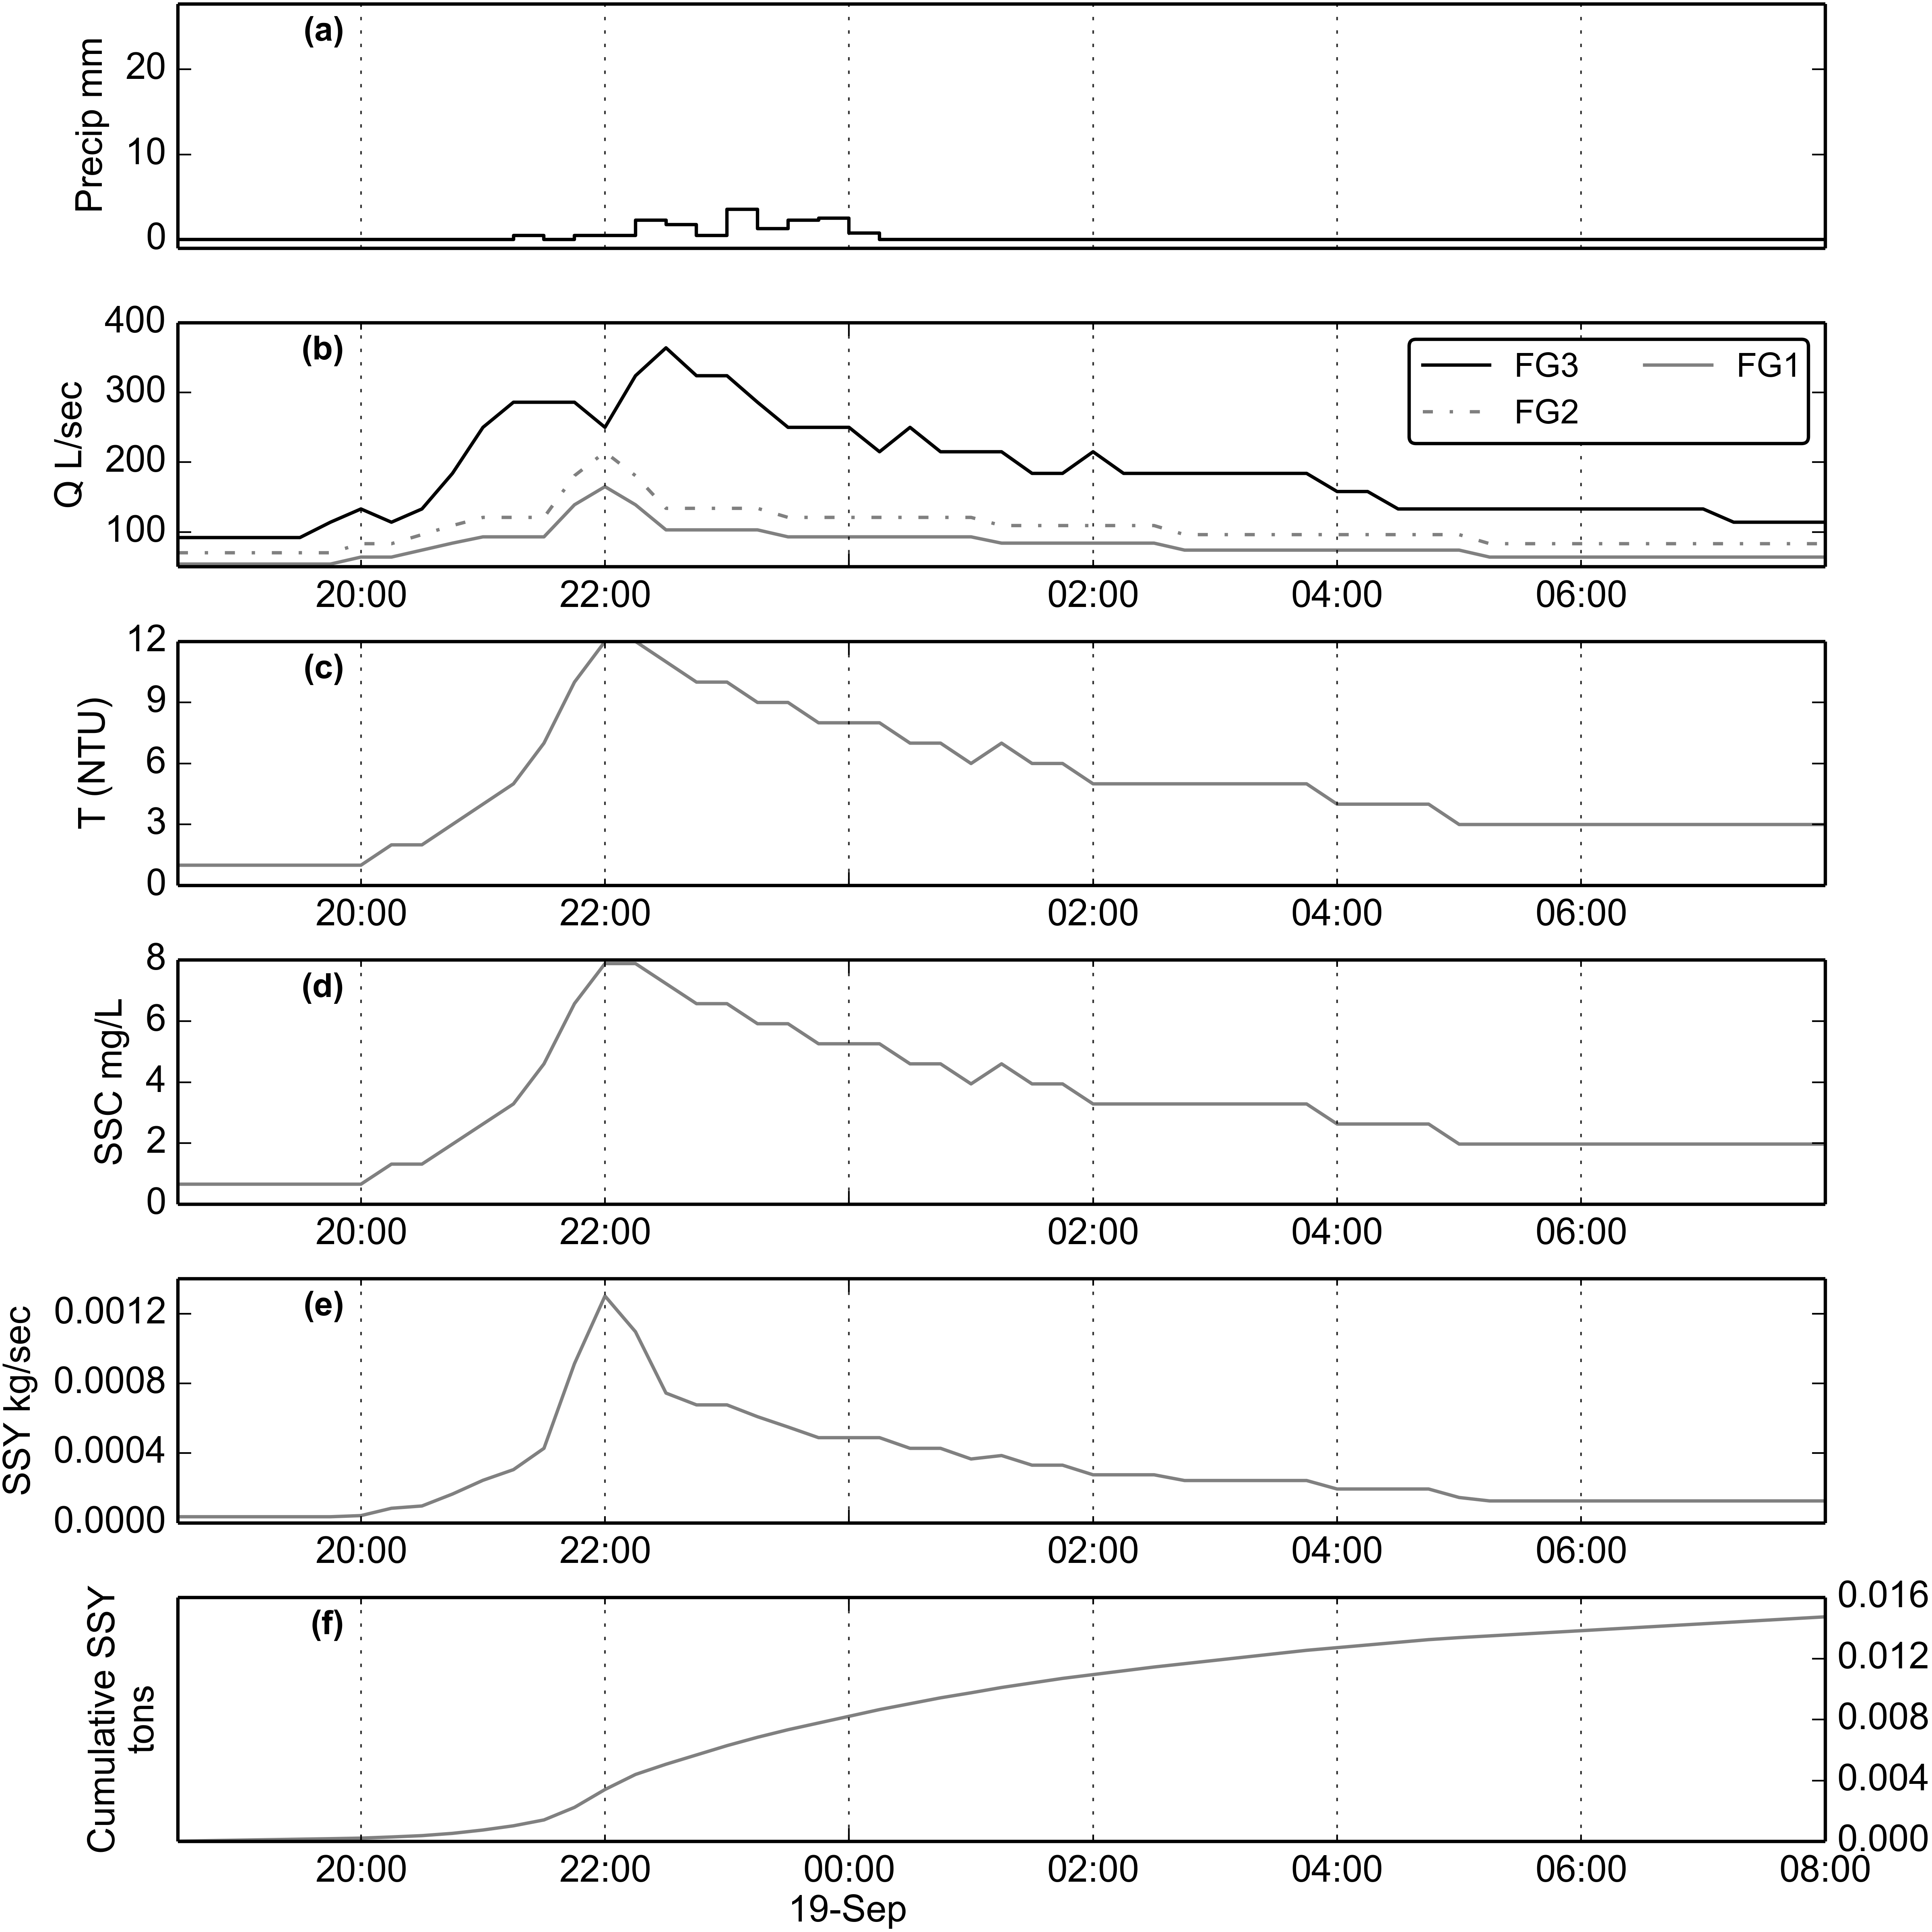 (a)
Precip mm
20
10
0
(b)
Q L/sec
400
300
200
100
FG3 FG1
FG2
20:00 22:00 02:00 04:00 06:00
(c)
T (NTU)
12
9
6
3
0
20:00 22:00 02:00 04:00 06:00
(d)
SSC mg/L
8
6
4
2
0
20:00 22:00 02:00 04:00 06:00
(e)
SSY kg/sec
0.0012
0.0008
0.0004
0.0000
20:00 22:00 02:00 04:00 06:00
(f)
Cumulative SSY
tons
0.016
0.012
0.008
0.004
0.000
20:00 22:00 00:00 02:00 04:00 06:00 08:00
19-Sep